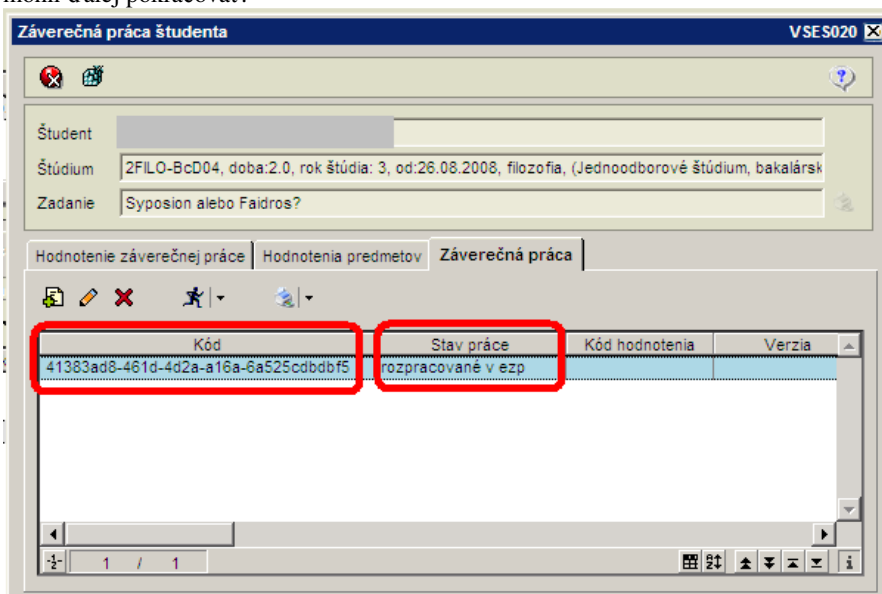 Záverečná práca študenta VSES020
Študent
Štúdium 2FILO-BcD04, doba:2.0, rok štúdia: 3, od:26.08.2008, filozofia, (Jednoodborové štúdium, bakalársk
Zadanie Syposion alebo Faidros?
Hodnotenie záverečnej práce Hodnotenia predmetov Záverečná práca
Kód Stav práce Kód hodnotenia Verzia
41383ad8-461d-4d2a-a16a-6a525cdbdbf5 rozpracované v ezp
1 / 1